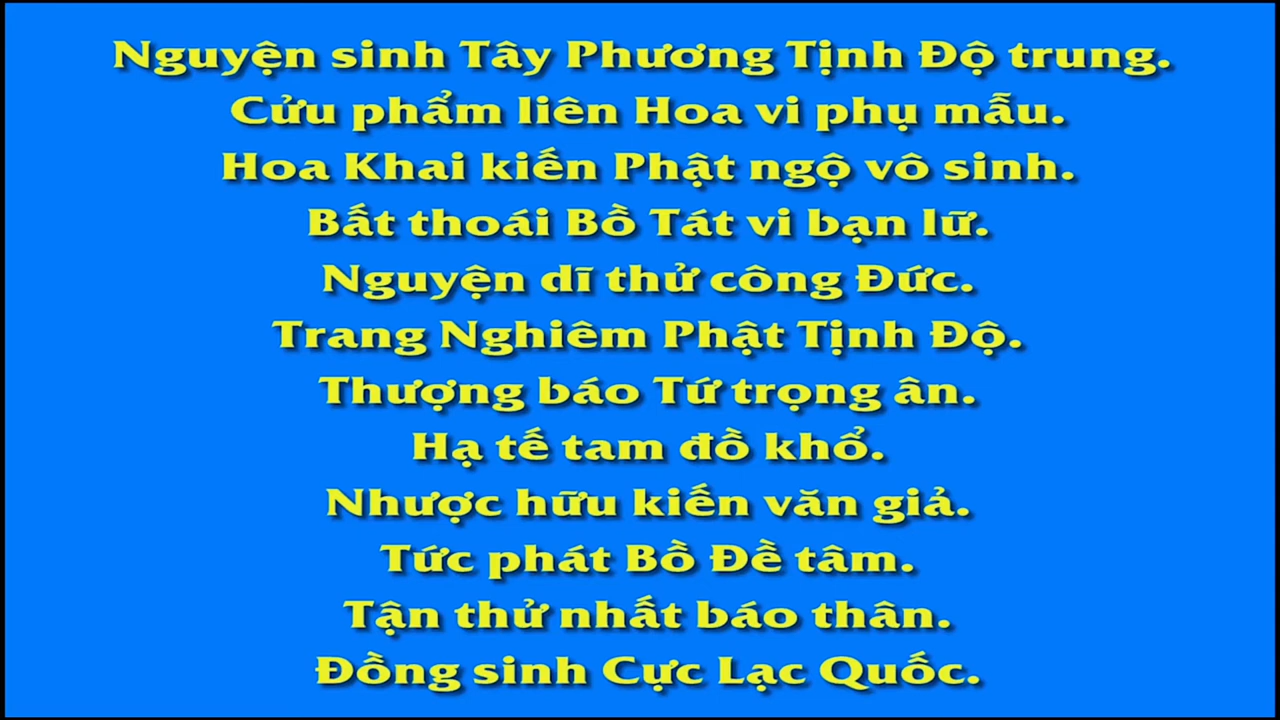 Nguyện sinh Tây Phương Tịnh Độ trung.
Cửu phẩm liên Hoa vi phụ mẫu.
Hoa Khai kiến Phật ngộ vô sinh.
Bất thoái Bồ Tát vi bạn lữ.
Nguyện dĩ thử công Đức.
Trang Nghiêm Phật Tịnh Độ.
Thượng báo Tứ trọng ân.
Hạ tế tam đồ khổ.
Nhược hữu kiến văn giả.
Tức phát Bồ Đề tâm.
Tận thử nhất báo thân.
Đồng sinh Cực Lạc Quốc.